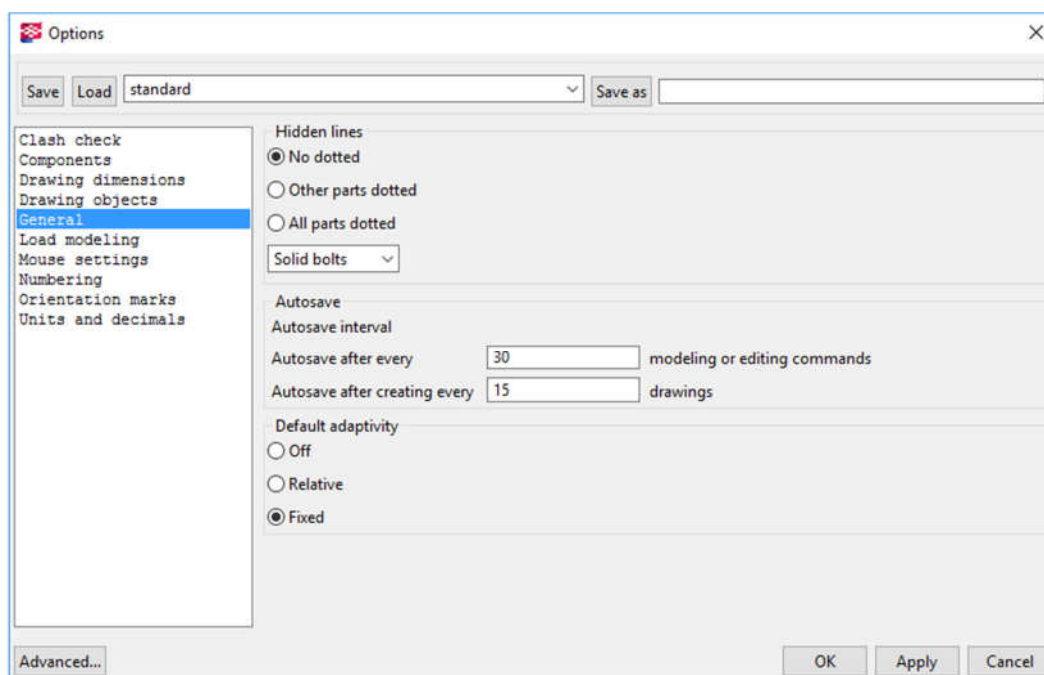 Options
Save Load standard Save as
Clash check
Components
Drawing dimensions
Drawing objects
General
Load modeling
Mouse settings
Numbering
Orientation marks
Units and decimals
Hidden lines
No dotted
Other parts dotted
All parts dotted
Solid bolts
Autosave
Autosave interval
Autosave after every 30 modeling or editing commands
Autosave after creating every 15 drawings
Default adaptivity
Off
Relative
Fixed
Advanced... OK Apply Cancel